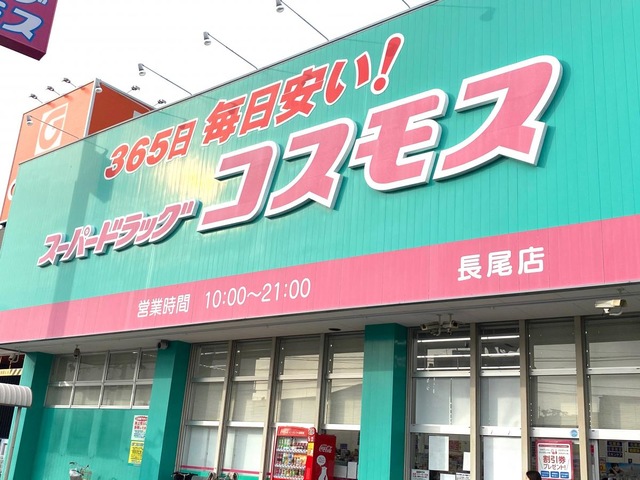 365日 毎日安い!
スーパードラッグ コスモス
営業時間 10:00～21:00
長尾店
割引券
プレゼント!